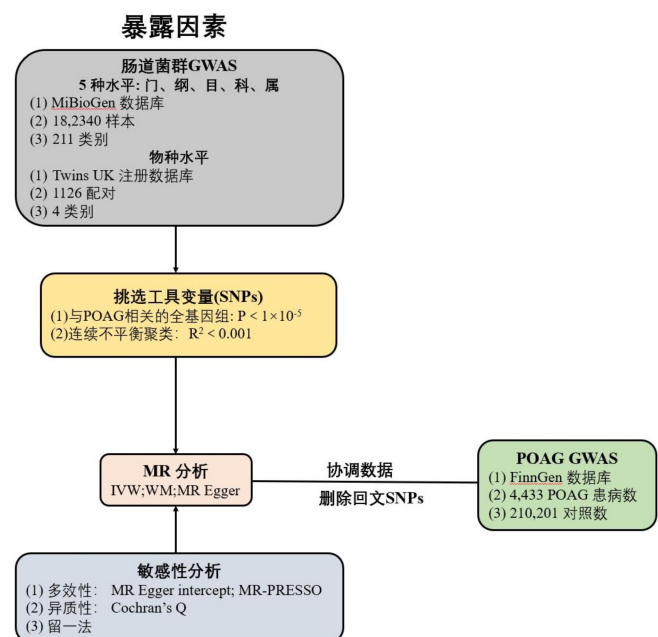 暴露因素
肠道菌群GWAS
5 种水平: 门、纲、目、科、属
(1) MiBioGen 数据库
(2) 18,2340 样本
(3) 211 类别
物种水平
(1) Twins UK 注册数据库
(2) 1126 配对
(3) 4 类别
挑选工具变量(SNPs)
(1)与POAG相关的全基因组: P < 1×10⁻⁵
(2)连续不平衡聚类: R² < 0.001
MR 分析
IVW;WM;MR Egger
协调数据
删除回文SNPs
POAG GWAS
(1) FinnGen 数据库
(2) 4,433 POAG 患病数
(3) 210,201 对照数
敏感性分析
(1) 多效性: MR Egger intercept; MR-PRESSO
(2) 异质性: Cochran’s Q
(3) 留一法